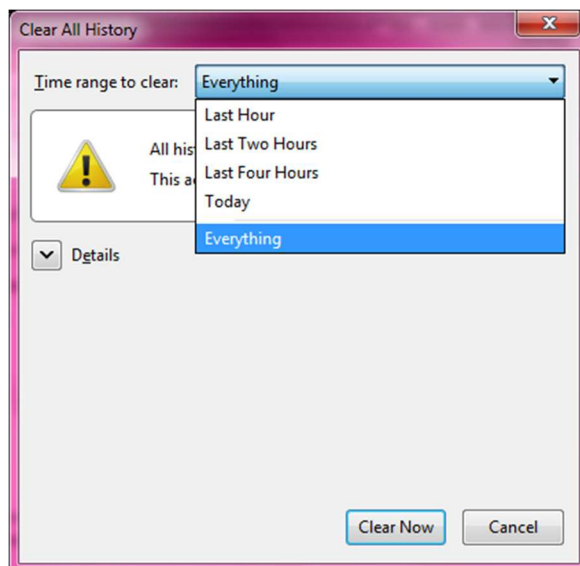 Clear All History
Time range to clear: Everything
Last Hour
Last Two Hours
Last Four Hours
Today
Everything
All
This
Details
Clear Now Cancel